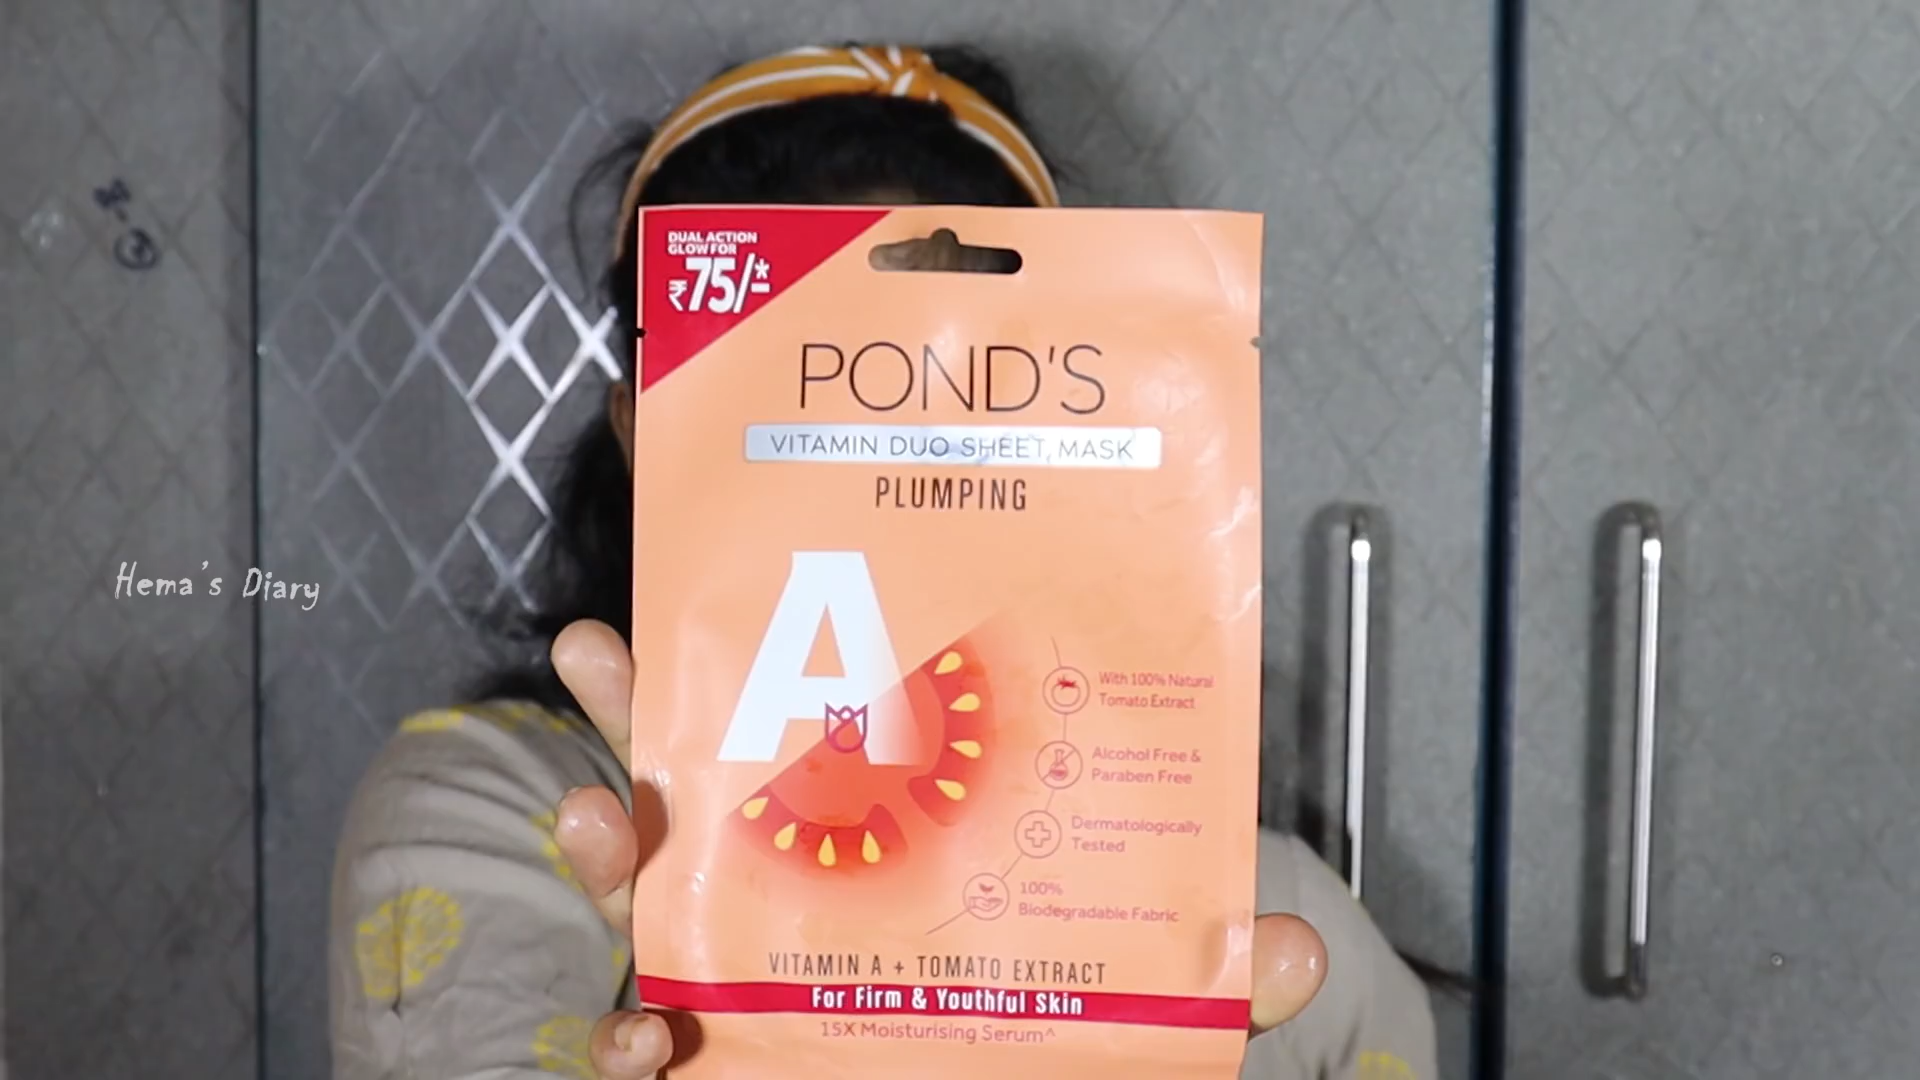 DUAL ACTION
GLOW FOR
₹75/-*
POND'S
VITAMIN DUO SHEET MASK
PLUMPING
A
With 100% Natural
Tomato Extract
Alcohol Free &
Paraben Free
Dermatologically
Tested
100%
Biodegradable Fabric
VITAMIN A + TOMATO EXTRACT
For Firm & Youthful Skin
15X Moisturising Serum^
Hema's Diary